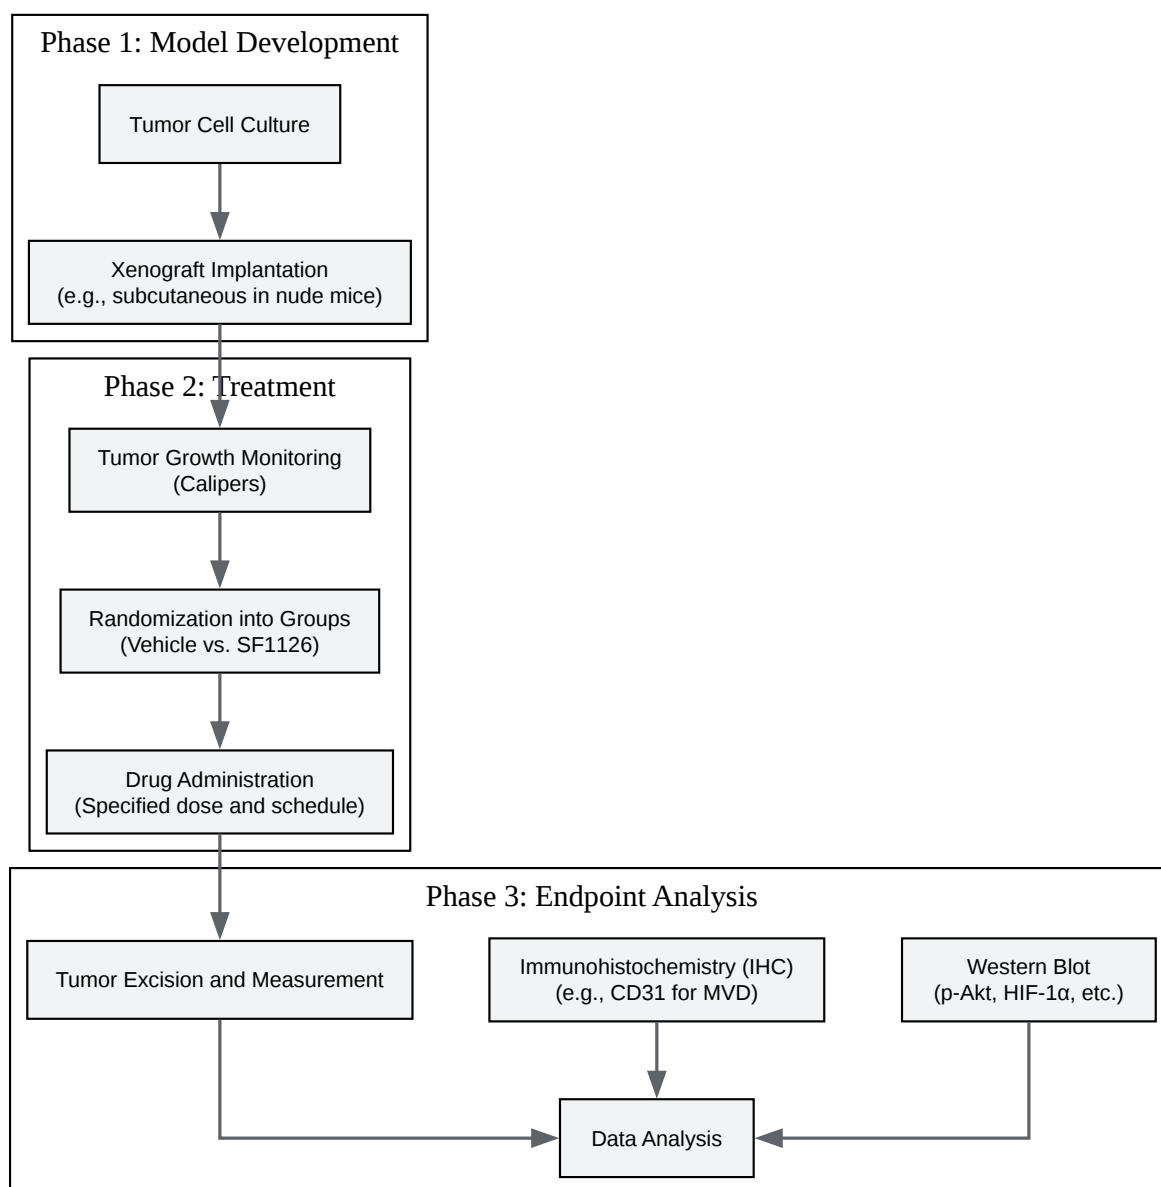 Phase 1: Model Development
Tumor Cell Culture
Xenograft Implantation
(e.g., subcutaneous in nude mice)
Phase 2: Treatment
Tumor Growth Monitoring
(Calipers)
Randomization into Groups
(Vehicle vs. SF1126)
Drug Administration
(Specified dose and schedule)
Phase 3: Endpoint Analysis
Tumor Excision and Measurement
Immunohistochemistry (IHC)
(e.g., CD31 for MVD)
Western Blot
(p-Akt, HIF-1α, etc.)
Data Analysis